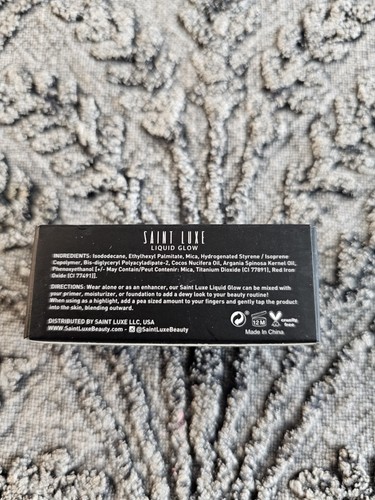 SAINT LUXE
LIQUID GLOW
INGREDIENTS: Isododecane, Ethylhexyl Palmitate, Mica, Hydrogenated Styrene / Isoprene
Copolymer, Bis-diglyceryl Polyacyladipate-2, Cocos Nucifera Oil, Argania Spinosa Kernel Oil,
Phenoxyethanol [+/- May Contain/Peut Contenir: Mica, Titanium Dioxide (CI 77891), Red Iron
Oxide (CI 77491)].
DIRECTIONS: Wear alone or as an enhancer, our Saint Luxe Liquid Glow can be mixed with
your primer, moisturizer, or foundation to add a dewy look to your beauty routine!
When using as a highlight, add a pea sized amount to your fingers and gently tap the product
into the skin, blending outward.
DISTRIBUTED BY SAINT LUXE LLC, USA
WWW.SaintLuxeBeauty.com - @SaintLuxeBeauty
12 M
cruelty
free
Made In China